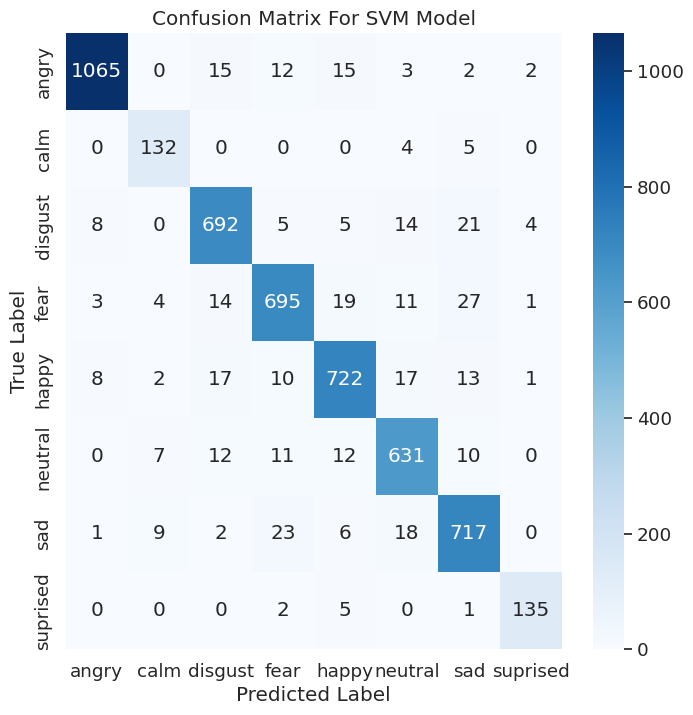 Confusion Matrix For SVM Model
True Label
angry 1065 0 15 12 15 3 2 2
calm 0 132 0 0 0 4 5 0
disgust 8 0 692 5 5 14 21 4
fear 3 4 14 695 19 11 27 1
happy 8 2 17 10 722 17 13 1
neutral 0 7 12 11 12 631 10 0
sad 1 9 2 23 6 18 717 0
suprised 0 0 0 2 5 0 1 135
angry calm disgust fear happy neutral sad suprised
Predicted Label
1000
800
600
400
200
0